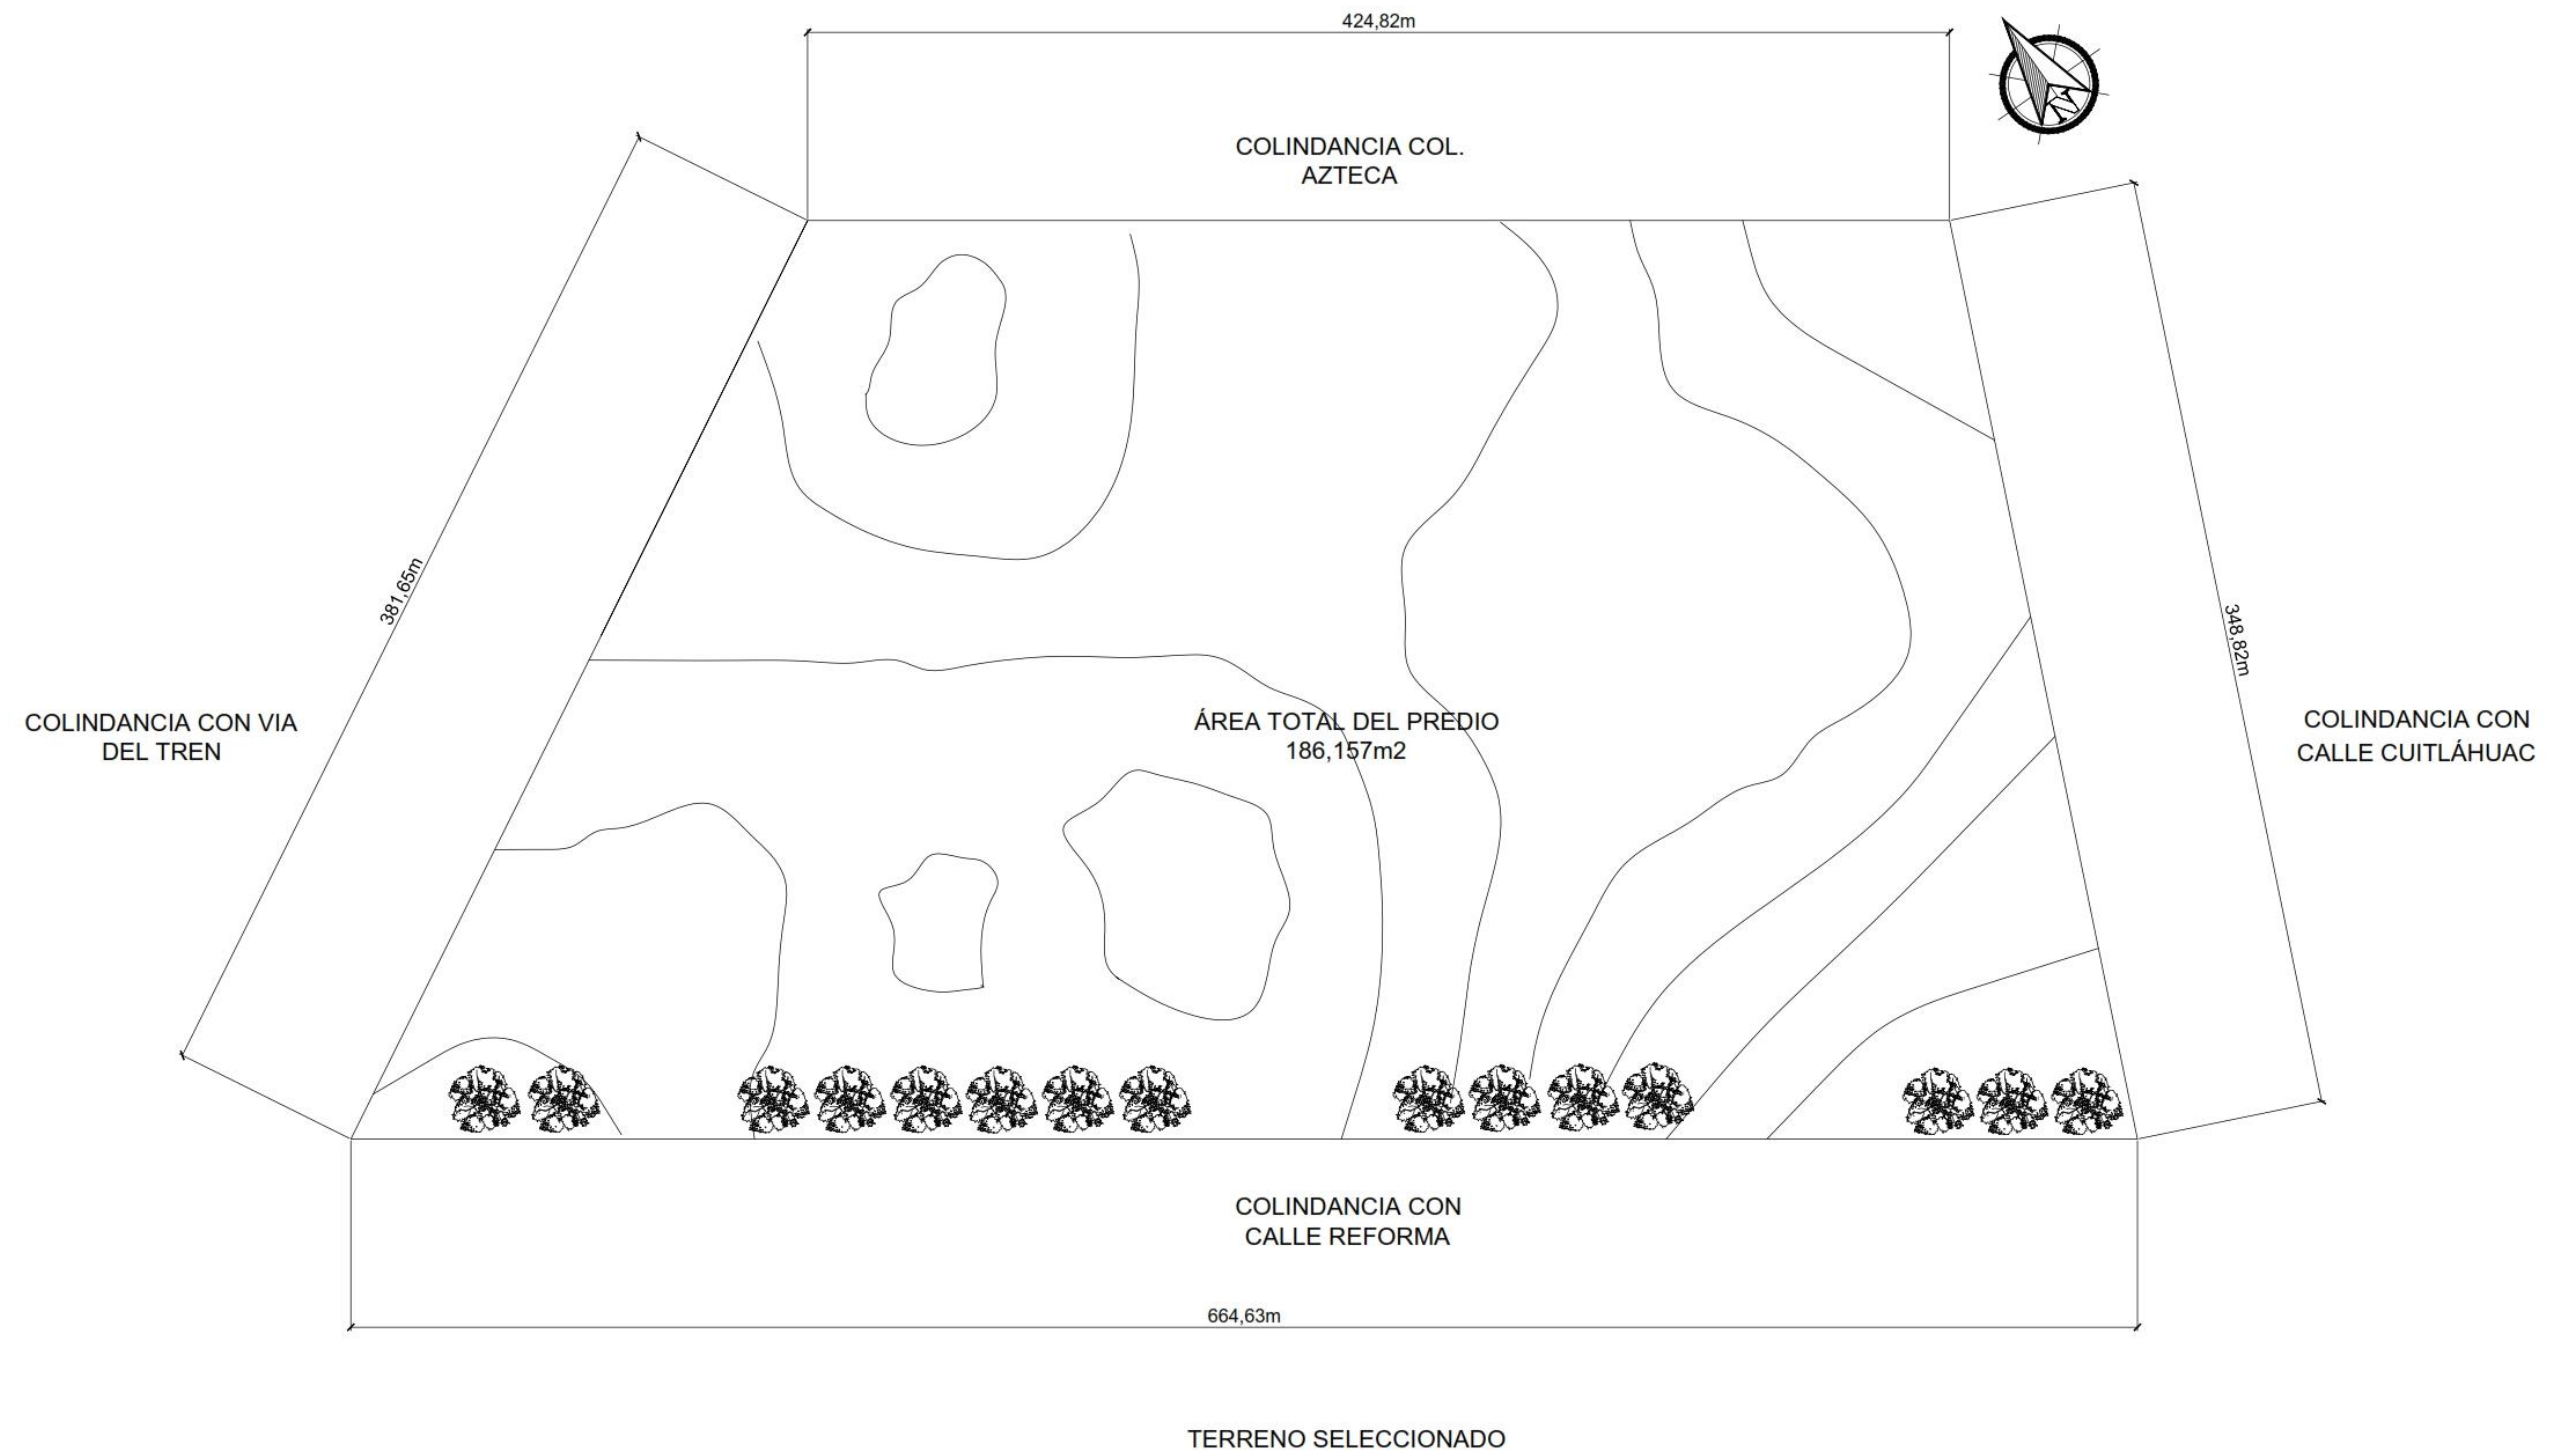 424,82m
COLINDANCIA COL.
AZTECA
N
381,65m
348,82m
COLINDANCIA CON VIA
DEL TREN
ÁREA TOTAL DEL PREDIO
186,157m2
COLINDANCIA CON
CALLE CUITLÁHUAC
COLINDANCIA CON
CALLE REFORMA
664,63m
TERRENO SELECCIONADO